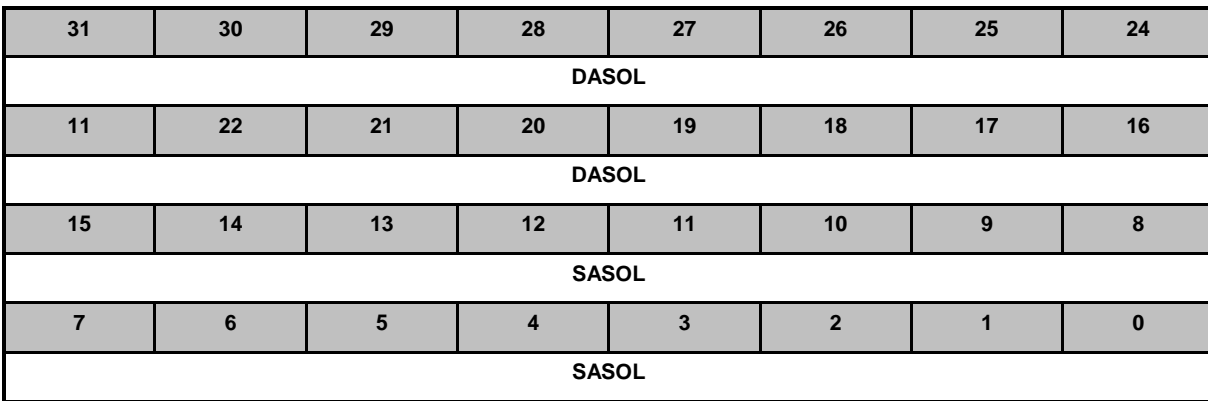 31 30 29 28 27 26 25 24
DASOL
11 22 21 20 19 18 17 16
DASOL
15 14 13 12 11 10 9 8
SASOL
7 6 5 4 3 2 1 0
SASOL